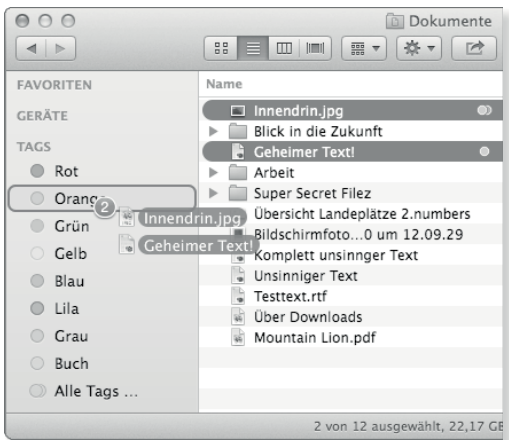 Dokumente
FAVORITEN
GERÄTE
TAGS
Rot
Orange
Grün
Gelb
Blau
Lila
Grau
Buch
Alle Tags ...
2
Innendrin.jpg
Geheimer Text!
Name
Innendrin.jpg
Blick in die Zukunft
Geheimer Text!
Arbeit
Super Secret Filez
Übersicht Landeplätze 2.numbers
Bildschirmfoto...0 um 12.09.29
Komplett unsinnger Text
Unsinniger Text
Testtext.rtf
Über Downloads
Mountain Lion.pdf
2 von 12 ausgewählt, 22,17 GB